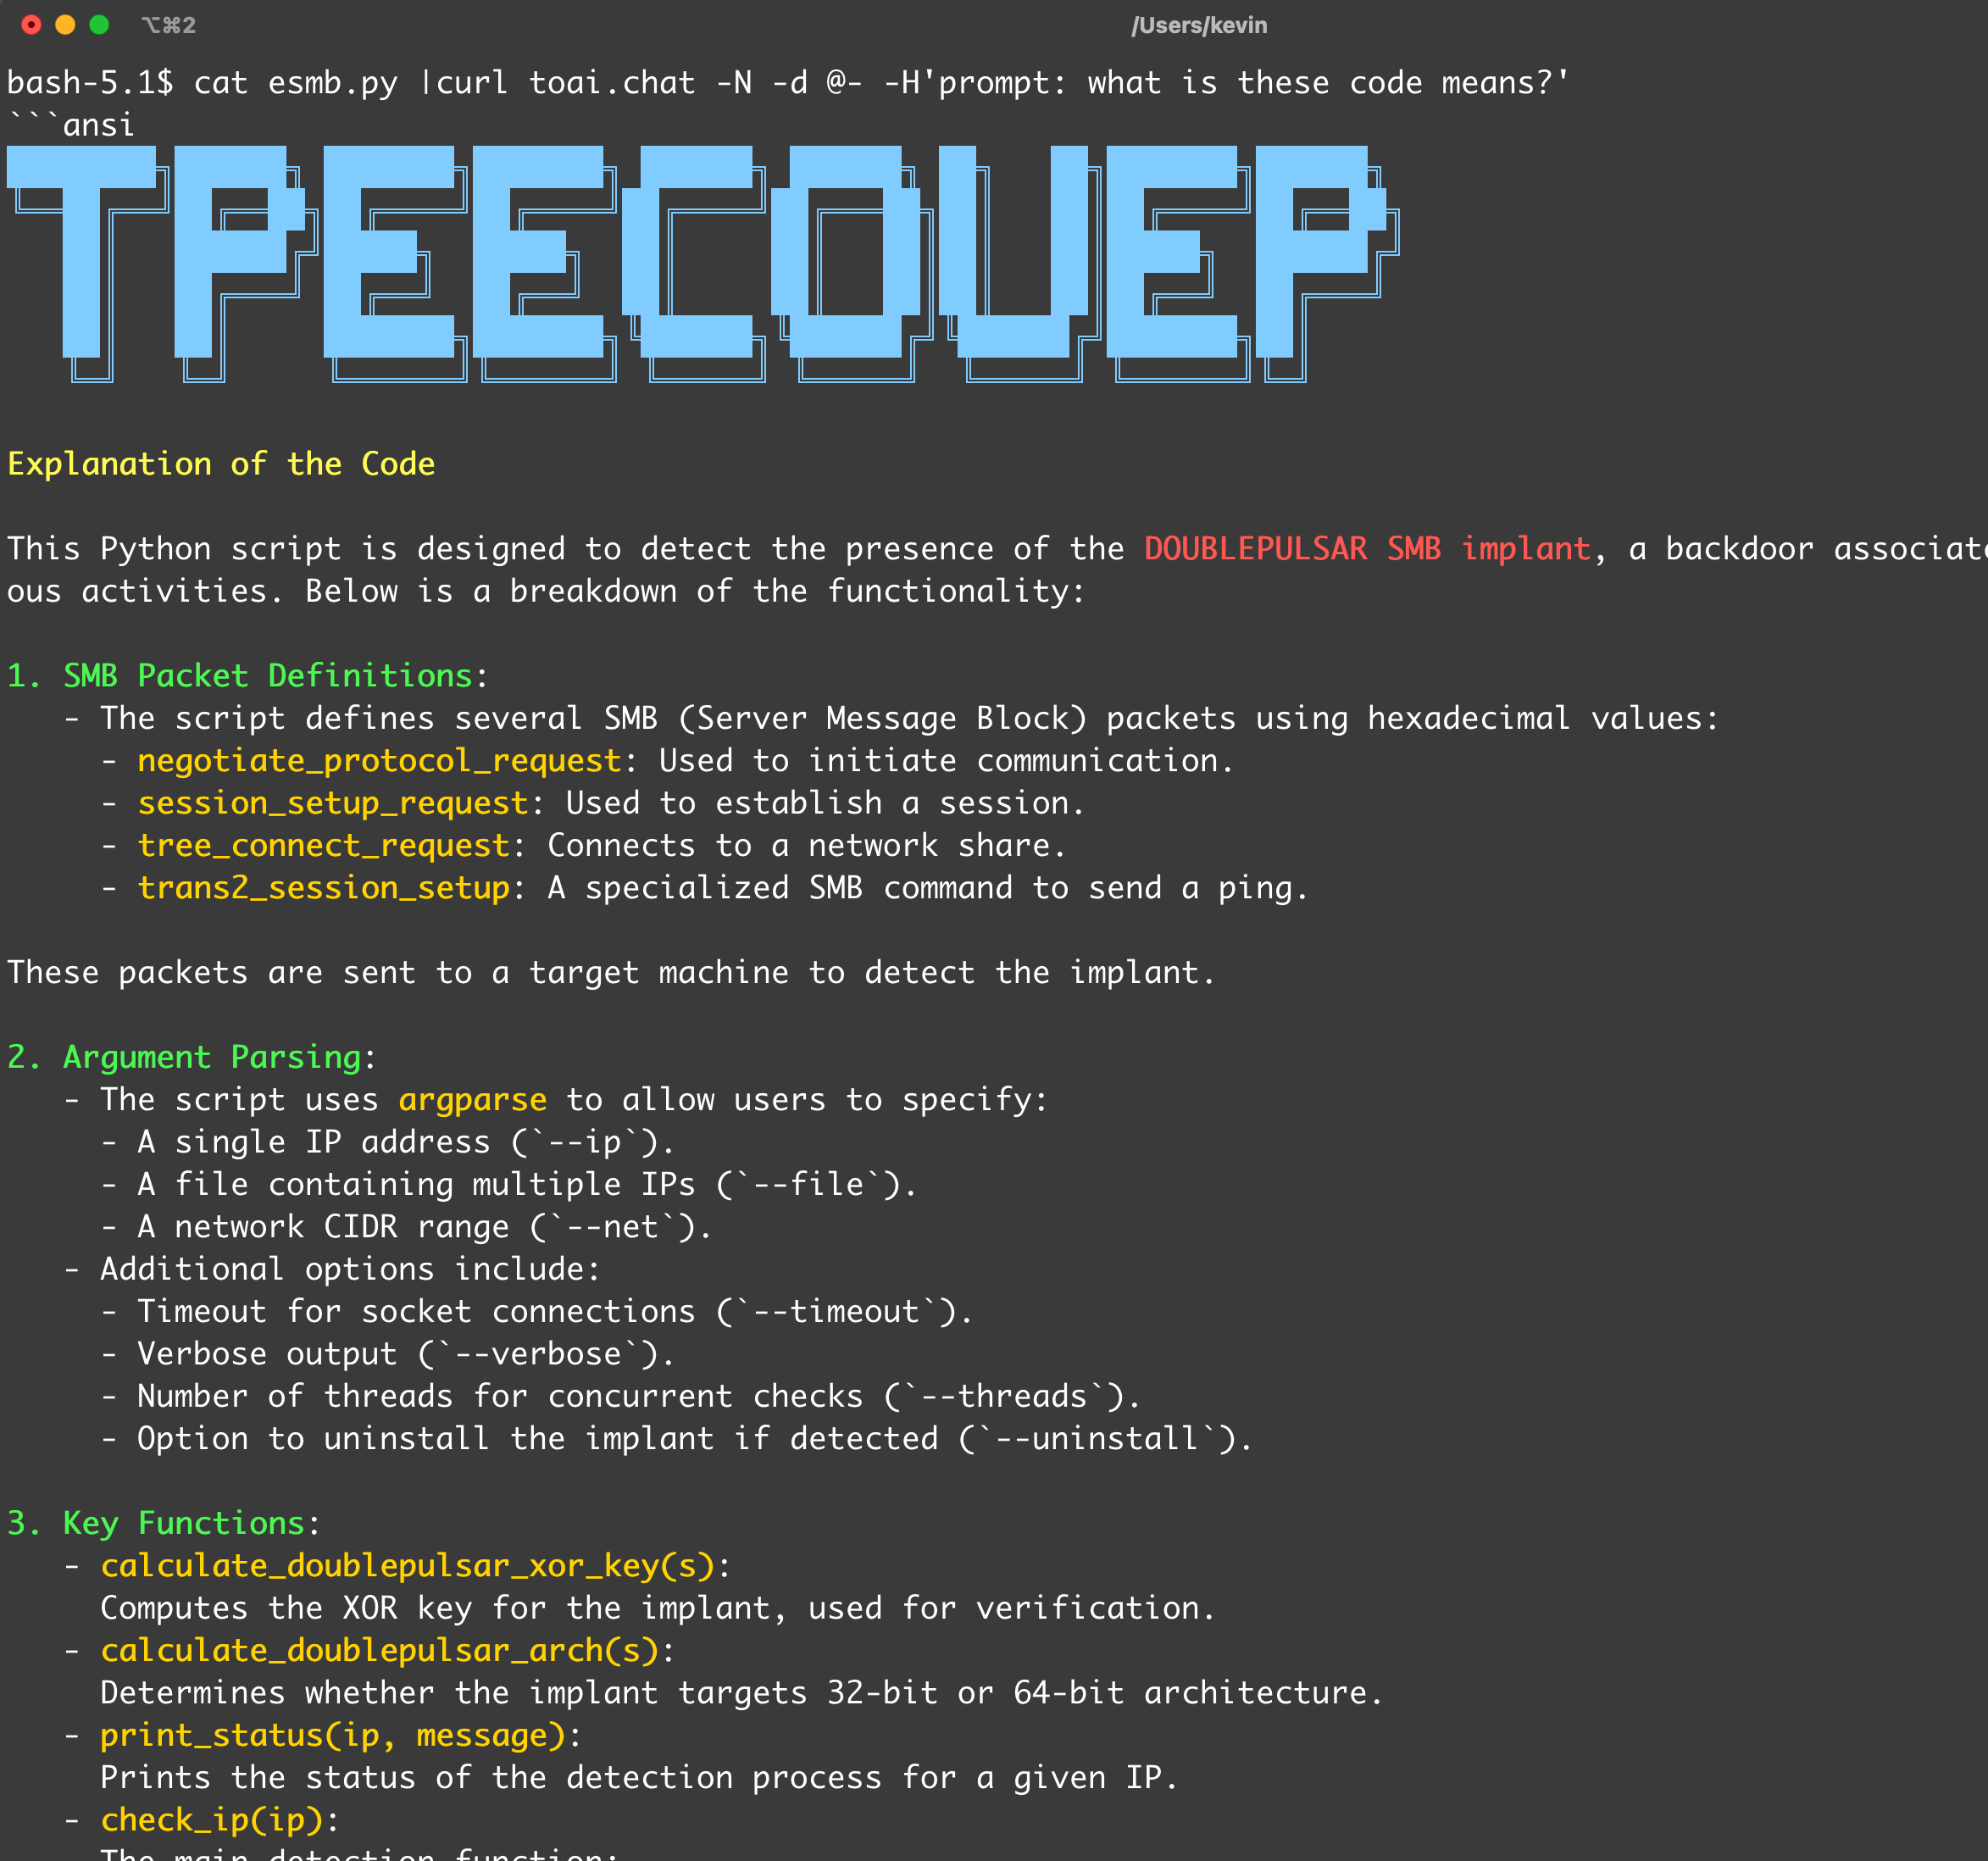 ⌥⌘2
/Users/kevin
bash-5.1$ cat esmb.py |curl toai.chat -N -d @- -H'prompt: what is these code means?'
```ansi
TPEECOUEP
Explanation of the Code
This Python script is designed to detect the presence of the DOUBLEPULSAR SMB implant, a backdoor
ous activities. Below is a breakdown of the functionality:
1. SMB Packet Definitions:
- The script defines several SMB (Server Message Block) packets using hexadecimal values:
- negotiate_protocol_request: Used to initiate communication.
- session_setup_request: Used to establish a session.
- tree_connect_request: Connects to a network share.
- trans2_session_setup: A specialized SMB command to send a ping.
These packets are sent to a target machine to detect the implant.
2. Argument Parsing:
- The script uses argparse to allow users to specify:
- A single IP address (`--ip`).
- A file containing multiple IPs (`--file`).
- A network CIDR range (`--net`).
- Additional options include:
- Timeout for socket connections (`--timeout`).
- Verbose output (`--verbose`).
- Number of threads for concurrent checks (`--threads`).
- Option to uninstall the implant if detected (`--uninstall`).
3. Key Functions:
- calculate_doublepulsar_xor_key(s):
Computes the XOR key for the implant, used for verification.
- calculate_doublepulsar_arch(s):
Determines whether the implant targets 32-bit or 64-bit architecture.
- print_status(ip, message):
Prints the status of the detection process for a given IP.
- check_ip(ip):
The main detection function: